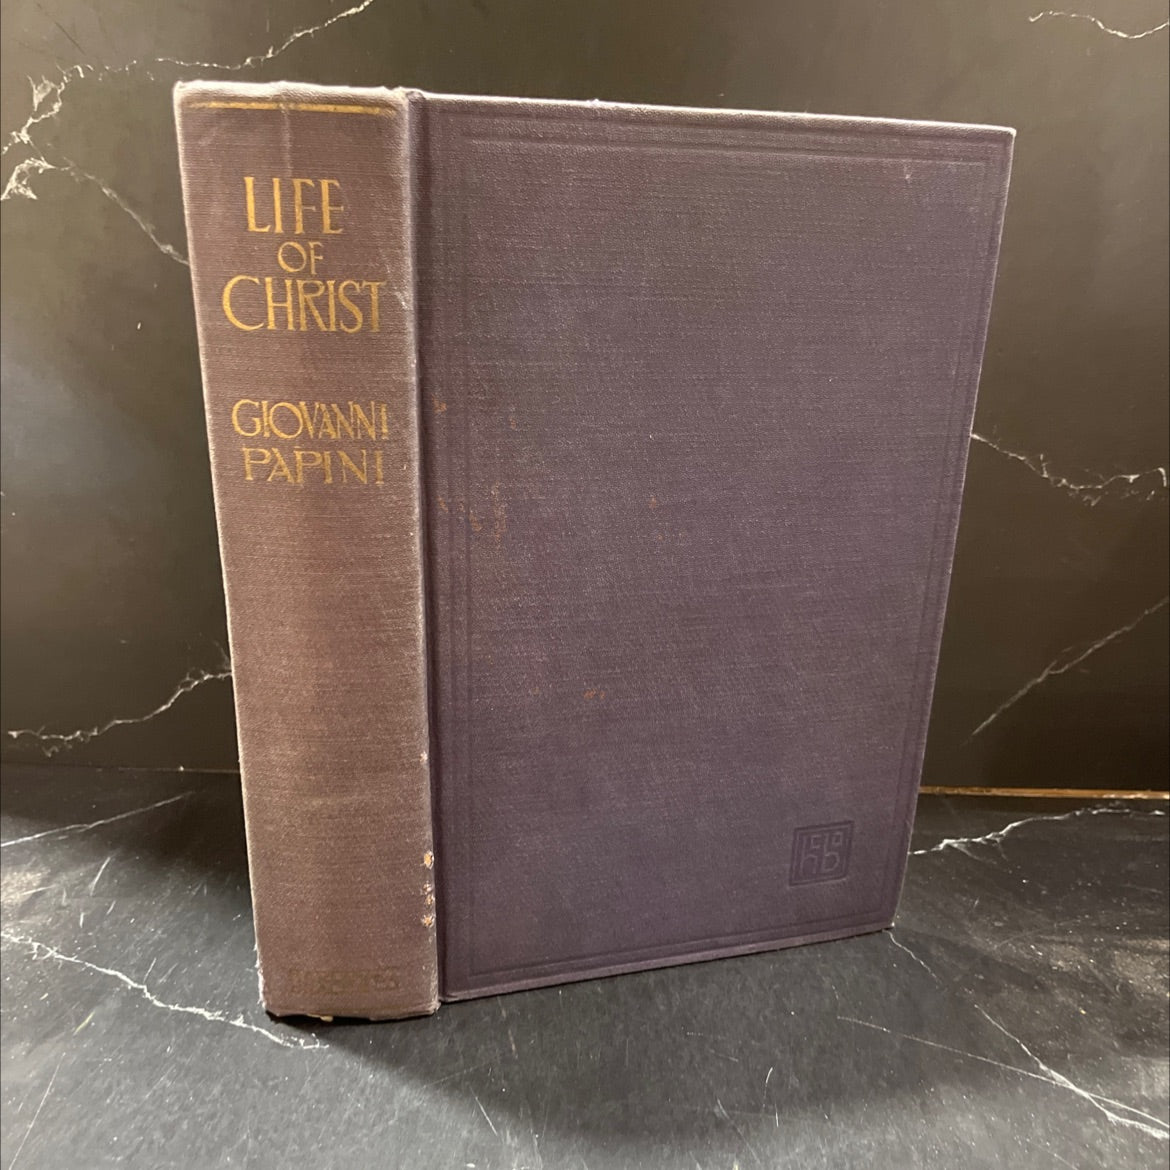 LIFE
OF
CHRIST
GIOVANNI
PAPINI